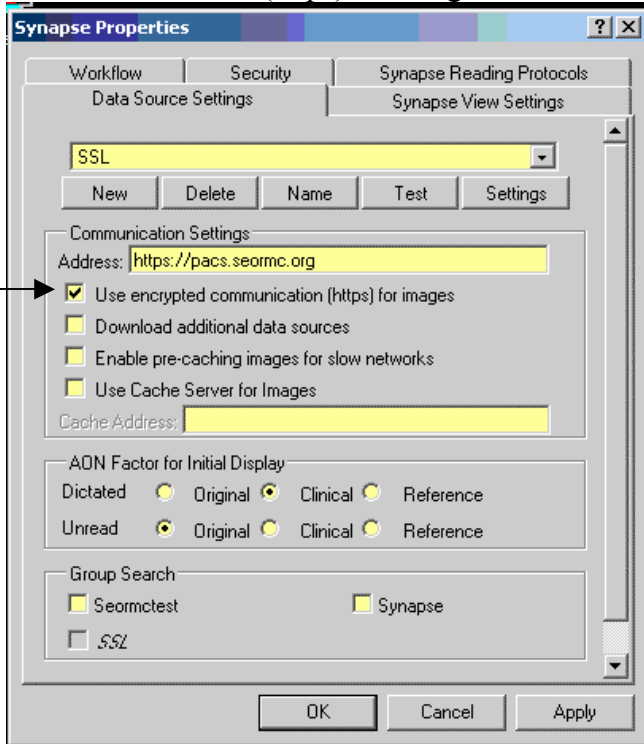 Synapse Properties
Workflow Security Synapse Reading Protocols
Data Source Settings Synapse View Settings
SSL
New Delete Name Test Settings
Communication Settings
Address: https://pacs.seormc.org
Use encrypted communication (https) for images
Download additional data sources
Enable pre-caching images for slow networks
Use Cache Server for Images
Cache Address:
AON Factor for Initial Display
Dictated Original Clinical Reference
Unread Original Clinical Reference
Group Search
Seormctest Synapse
SSL
OK Cancel Apply